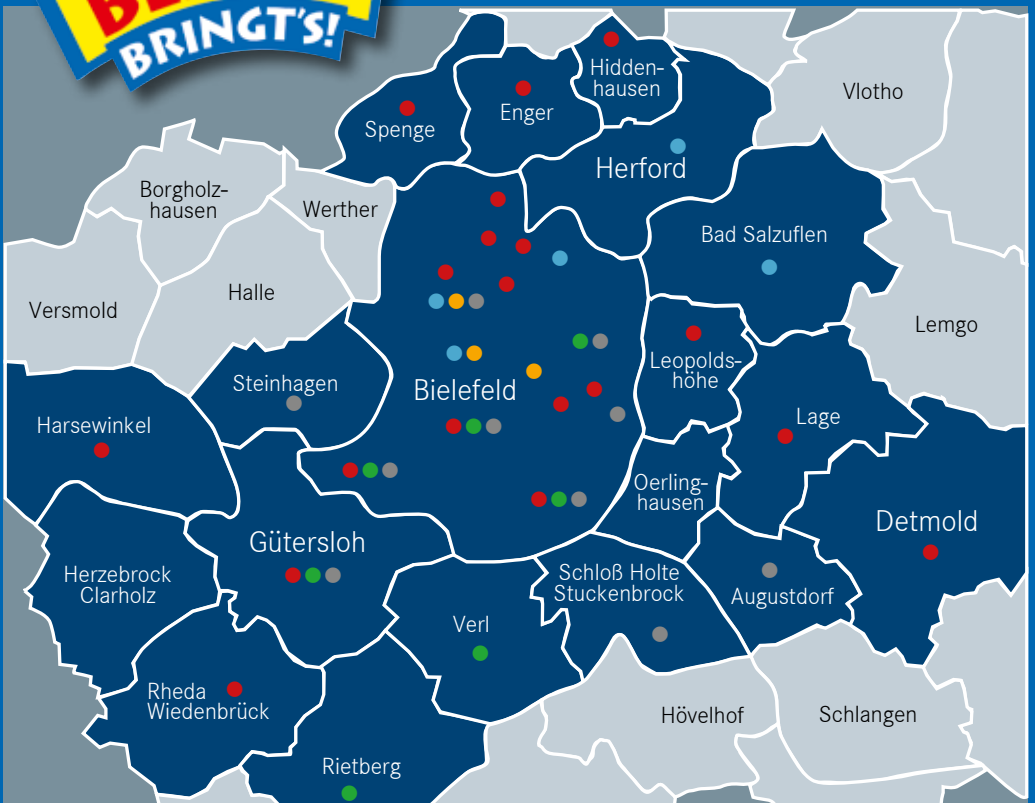 BRINGT'S!
Hidden-
hausen
Vlotho
Enger
Spenge
Herford
Borgholz-
hausen
Werther
Bad Salzuflen
Halle
Versmold
Lemgo
Leopolds-
höhe
Steinhagen
Bielefeld
Harsewinkel
Lage
Oerling-
hausen
Detmold
Gütersloh
Herzebrock
Clarholz
Schloß Holte
Stuckenbrock
Augustdorf
Verl
Rheda
Wiedenbrück
Hövelhof
Schlangen
Rietberg